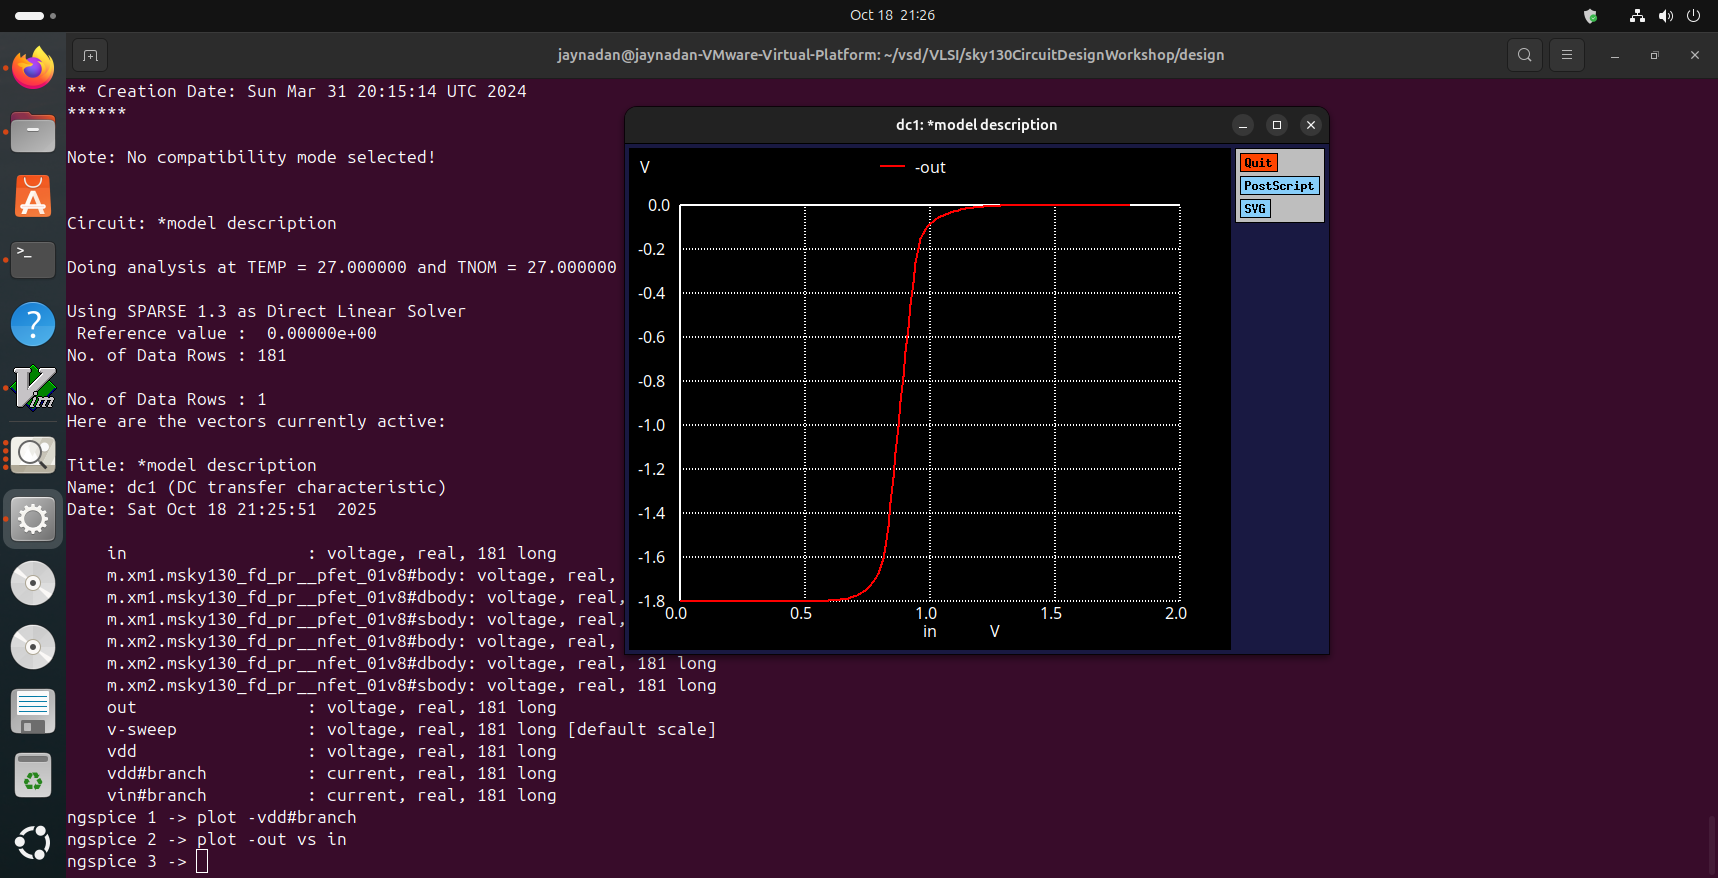 Oct 18 21:26
jaynadan@jaynadan-VMware-Virtual-Platform: ~/vsd/VLSI/sky130CircuitDesignWorkshop/design
** Creation Date: Sun Mar 31 20:15:14 UTC 2024
******
Note: No compatibility mode selected!
Circuit: *model description
Doing analysis at TEMP = 27.000000 and TNOM = 27.000000
Using SPARSE 1.3 as Direct Linear Solver
Reference value :  0.00000e+00
No. of Data Rows : 181
No. of Data Rows : 1
Here are the vectors currently active:
Title: *model description
Name: dc1 (DC transfer characteristic)
Date: Sat Oct 18 21:25:51  2025
in : voltage, real, 181 long
m.xm1.msky130_fd_pr__pfet_01v8#body: voltage, real,
m.xm1.msky130_fd_pr__pfet_01v8#dbody: voltage, real,
m.xm1.msky130_fd_pr__pfet_01v8#sbody: voltage, real,
m.xm2.msky130_fd_pr__nfet_01v8#body: voltage, real,
m.xm2.msky130_fd_pr__nfet_01v8#dbody: voltage, real, 181 long
m.xm2.msky130_fd_pr__nfet_01v8#sbody: voltage, real, 181 long
out : voltage, real, 181 long
v-sweep : voltage, real, 181 long [default scale]
vdd : voltage, real, 181 long
vdd#branch : current, real, 181 long
vin#branch : current, real, 181 long
ngspice 1 -> plot -vdd#branch
ngspice 2 -> plot -out vs in
ngspice 3 ->
dc1: *model description
V
-out
Quit
PostScript
SVG
0.0
-0.2
-0.4
-0.6
-0.8
-1.0
-1.2
-1.4
-1.6
-1.8
0.0 0.5 1.0 1.5 2.0
in V
>_
?
Vim